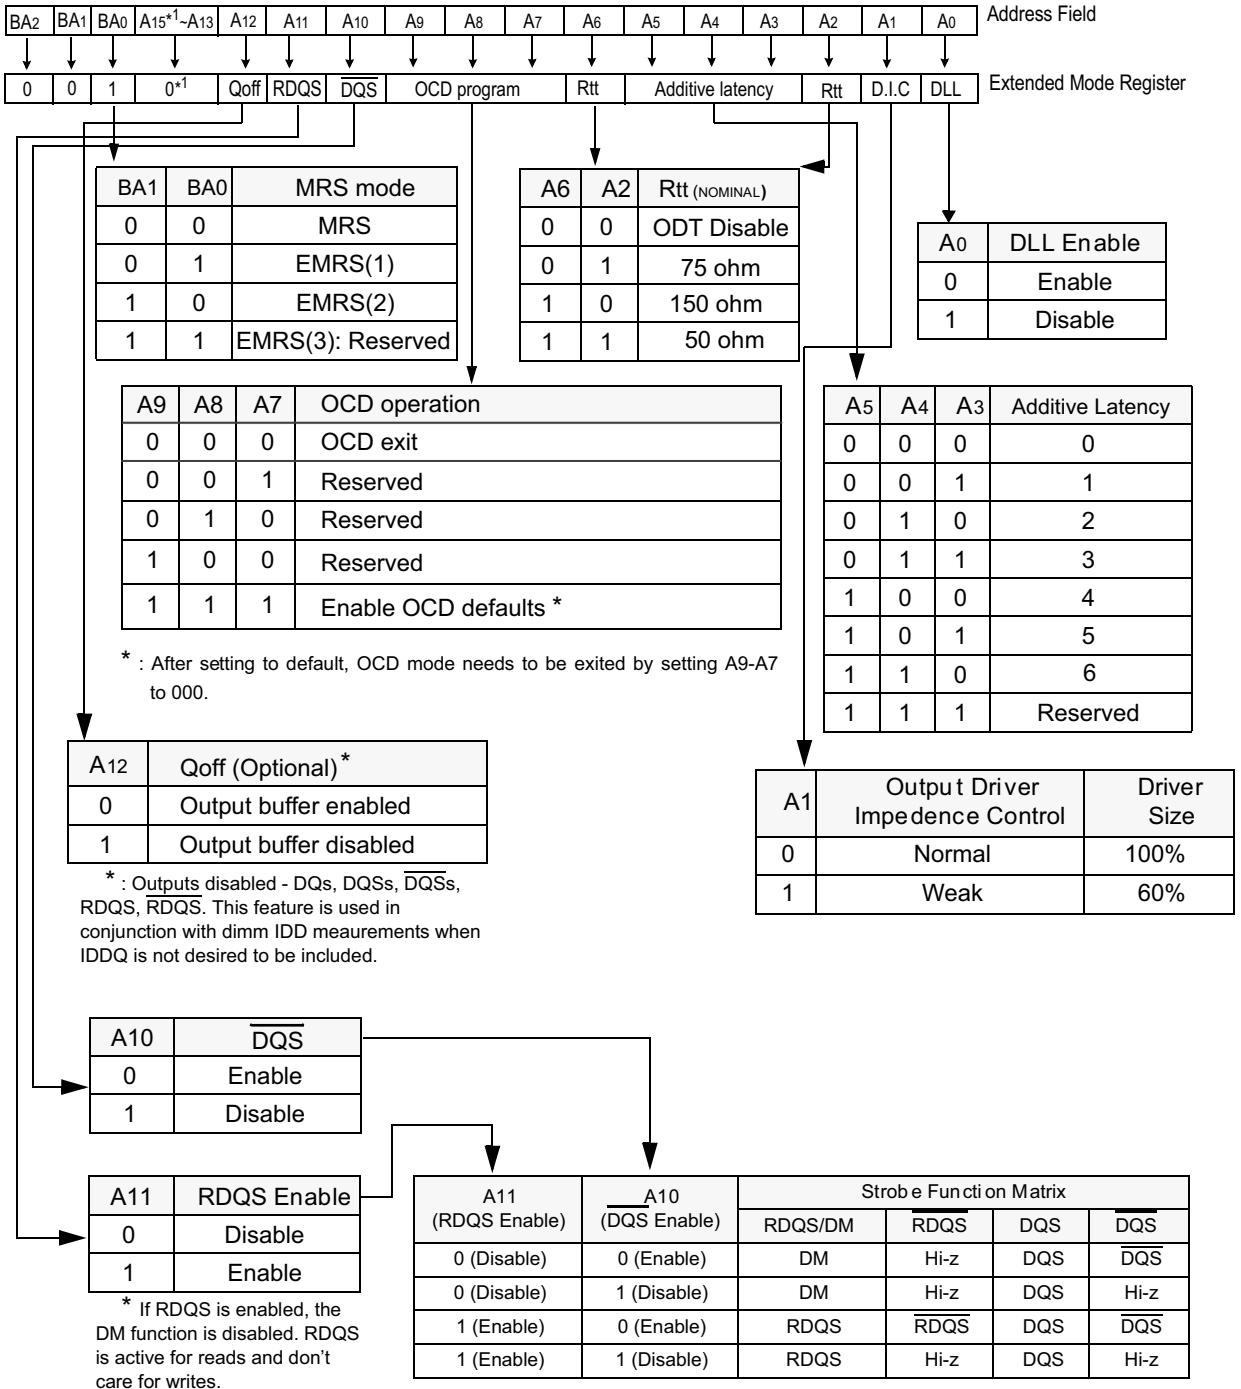 BA2 BA1 BA0 A15*1~A13 A12 A11 A10 A9 A8 A7 A6 A5 A4 A3 A2 A1 A0 Address Field
0 0 1 0*1 Qoff RDQS DQS OCD program Rtt Additive latency Rtt D.I.C DLL Extended Mode Register
BA1 BA0 MRS mode
0 0 MRS
0 1 EMRS(1)
1 0 EMRS(2)
1 1 EMRS(3): Reserved
A6 A2 Rtt (NOMINAL)
0 0 ODT Disable
0 1 75 ohm
1 0 150 ohm
1 1 50 ohm
A0 DLL Enable
0 Enable
1 Disable
A9 A8 A7 OCD operation
0 0 0 OCD exit
0 0 1 Reserved
0 1 0 Reserved
1 0 0 Reserved
1 1 1 Enable OCD defaults *
* : After setting to default, OCD mode needs to be exited by setting A9-A7
to 000.
A5 A4 A3 Additive Latency
0 0 0 0
0 0 1 1
0 1 0 2
0 1 1 3
1 0 0 4
1 0 1 5
1 1 0 6
1 1 1 Reserved
A12 Qoff (Optional)*
0 Output buffer enabled
1 Output buffer disabled
* : Outputs disabled - DQs, DQSs, DQSs,
RDQS, RDQS. This feature is used in
conjunction with dimm IDD meaurements when
IDDQ is not desired to be included.
A1 Output Driver Impedence Control Driver Size
0 Normal 100%
1 Weak 60%
A10 DQS
0 Enable
1 Disable
A11 RDQS Enable
0 Disable
1 Enable
* If RDQS is enabled, the
DM function is disabled. RDQS
is active for reads and don't
care for writes.
A11 (RDQS Enable) A10 (DQS Enable) Strobe Function Matrix
RDQS/DM RDQS DQS DQS
0 (Disable) 0 (Enable) DM Hi-z DQS DQS
0 (Disable) 1 (Disable) DM Hi-z DQS Hi-z
1 (Enable) 0 (Enable) RDQS RDQS DQS DQS
1 (Enable) 1 (Disable) RDQS Hi-z DQS Hi-z